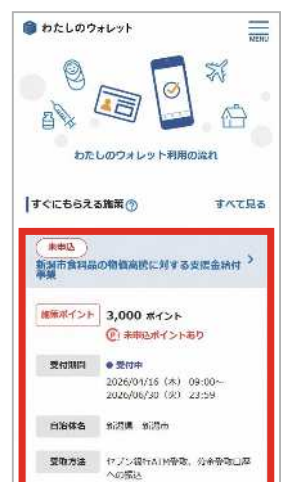 わたしのウォレット
MENU
わたしのウォレット利用の流れ
すぐにもらえる施策
すべて見る
未申込
新潟市食料品の物価高騰に対する支援金給付
事業
施策ポイント
3,000 ポイント
未申込ポイントあり
受付期間
受付中
2026/04/16（木） 09:00～
2026/06/30（火） 23:59
自治体名
新潟県 新潟市
受取方法
セブン銀行ATM受取、公金受取口座
への振込